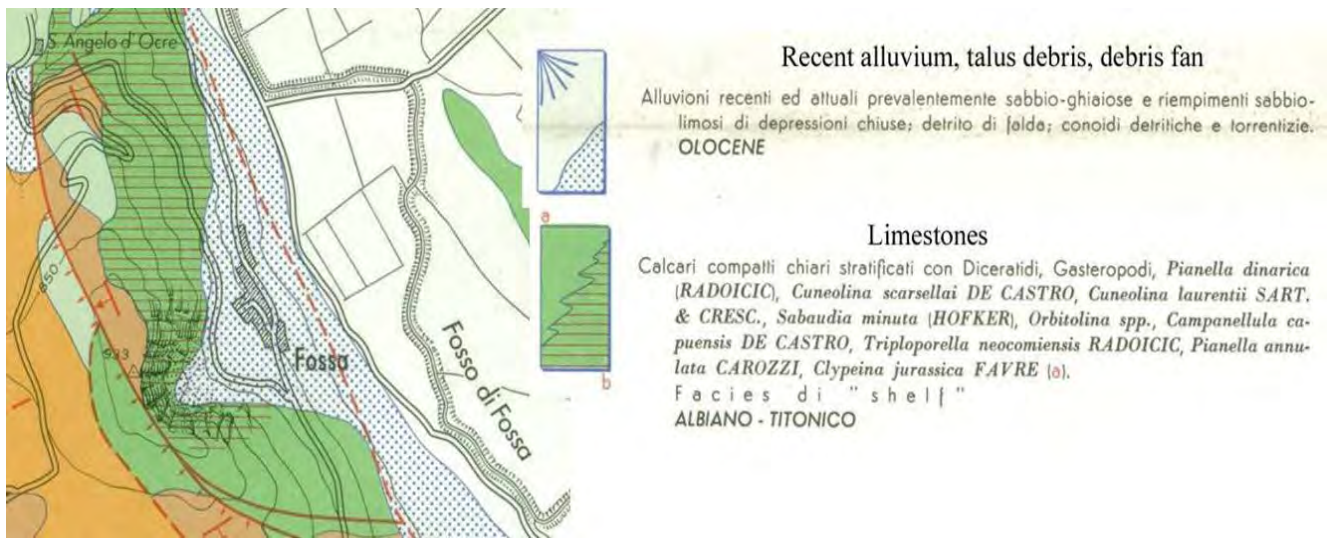 S. Angelo d'Ocre
850
933
Fossa
Fosso di Fossa
a
b
Recent alluvium, talus debris, debris fan
Alluvioni recenti ed attuali prevalentemente sabbio-ghiaiose e riempimenti sabbio-
limosi di depressioni chiuse; detrito di falda; conoidi detritiche e torrentizie.
OLOCENE
Limestones
Calcari compatti chiari stratificati con Diceratidi, Gasteropodi, Pianella dinarica
(RADOICIC), Cuneolina scarsellai DE CASTRO, Cuneolina laurentii SART.
& CRESC., Sabaudia minuta (HOFKER), Orbitolina spp., Campanellula ca-
puensis DE CASTRO, Triploporella neocomiensis RADOICIC, Pianella annu-
lata CAROZZI, Clypeina jurassica FAVRE (a).
Facies di "shelf"
ALBIANO - TITONICO